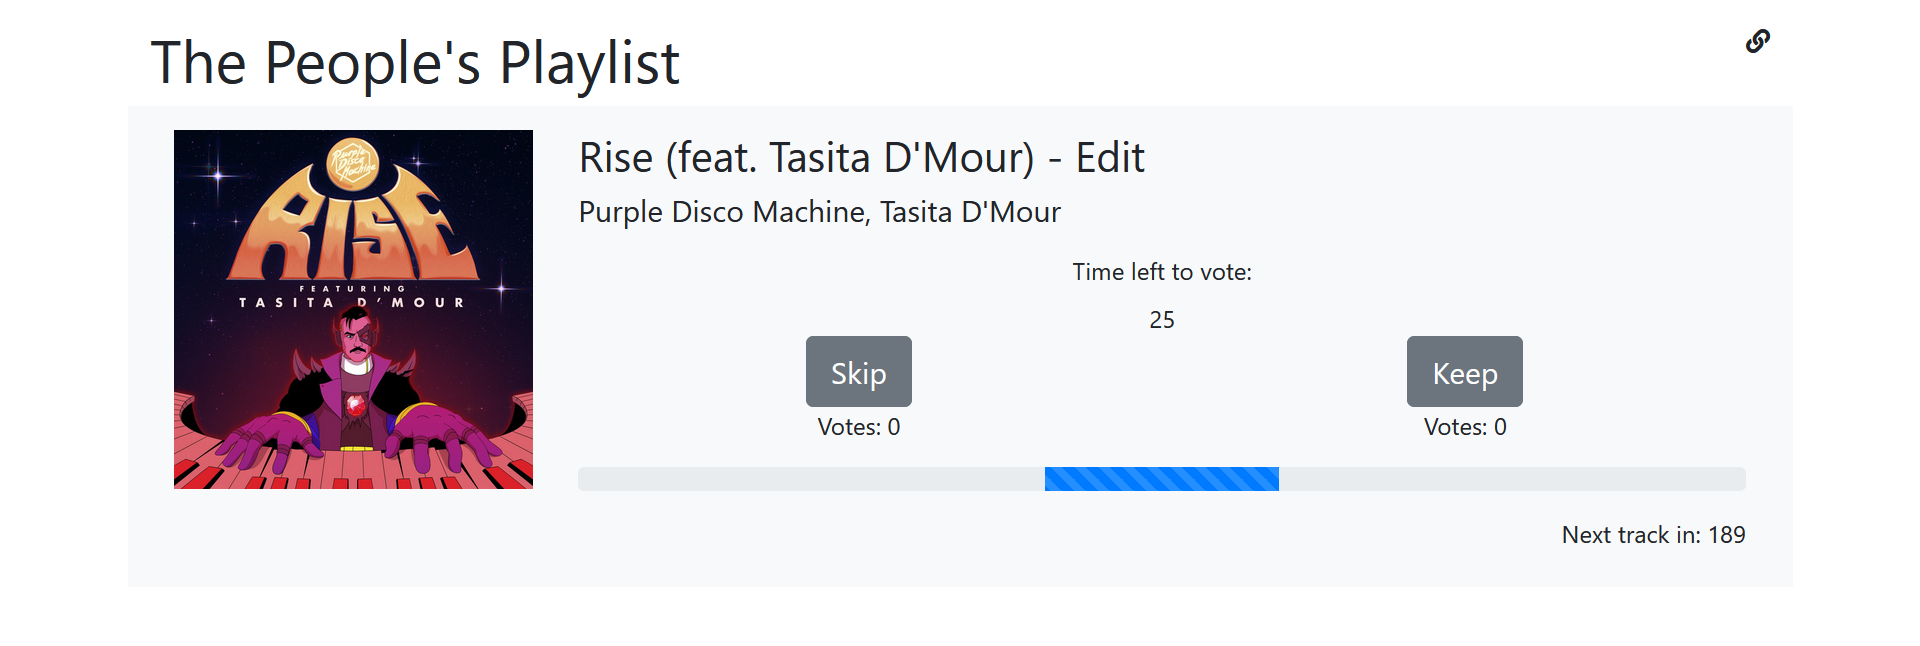 The People's Playlist
Purple
Disco
Machine
RISE
FEATURING
TASITA D'MOUR
Rise (feat. Tasita D'Mour) - Edit
Purple Disco Machine, Tasita D'Mour
Time left to vote:
25
Skip
Keep
Votes: 0
Votes: 0
Next track in: 189